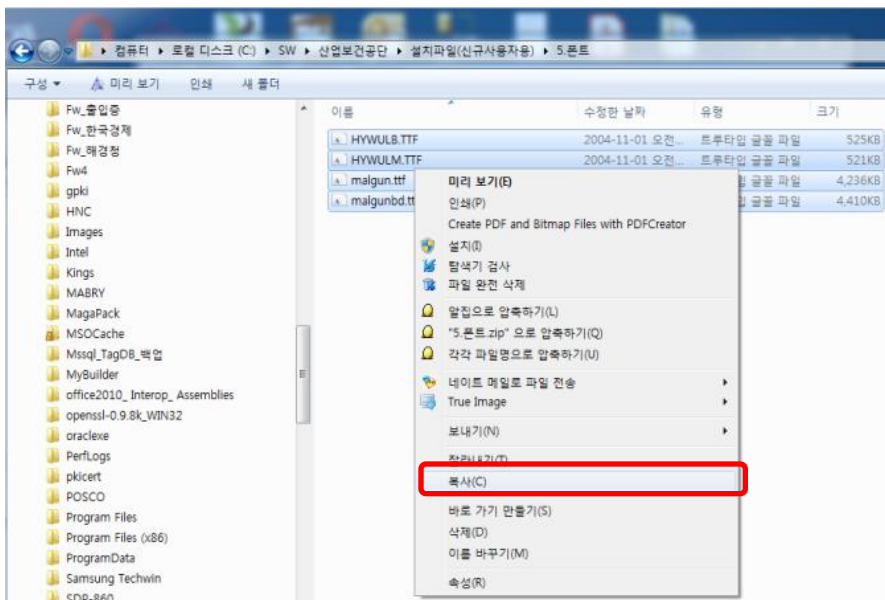 컴퓨터 ▸ 로컬 디스크 (C:) ▸ SW ▸ 산업보건공단 ▸ 설치파일(신규사용자용) ▸ 5.폰트
구성 미리 보기 인쇄 새 폴더
이름 수정한 날짜 유형 크기
Fw_출입증
Fw_한국경제
Fw_해경청
Fw4
gpki
HNC
Images
Intel
Kings
MABRY
MagaPack
MSOCache
Mssql_TagDB_백업
MyBuilder
office2010_ Interop_ Assemblies
openssl-0.9.8k_WIN32
oraclexe
PerfLogs
pkicert
POSCO
Program Files
Program Files (x86)
ProgramData
Samsung Techwin
SDP-860
HYWULB.TTF 2004-11-01 오전... 트루타입 글꼴 파일 525KB
HYWULM.TTF 2004-11-01 오전... 트루타입 글꼴 파일 521KB
malgun.ttf 글꼴 파일 4,236KB
malgunbd.tt 글꼴 파일 4,410KB
미리 보기(E)
인쇄(P)
Create PDF and Bitmap Files with PDFCreator
설치(I)
탐색기 검사
파일 완전 삭제
알집으로 압축하기(L)
"5.폰트.zip" 으로 압축하기(Q)
각각 파일명으로 압축하기(U)
네이트 메일로 파일 전송
True Image
보내기(N)
잘라내기(T)
복사(C)
바로 가기 만들기(S)
삭제(D)
이름 바꾸기(M)
속성(R)